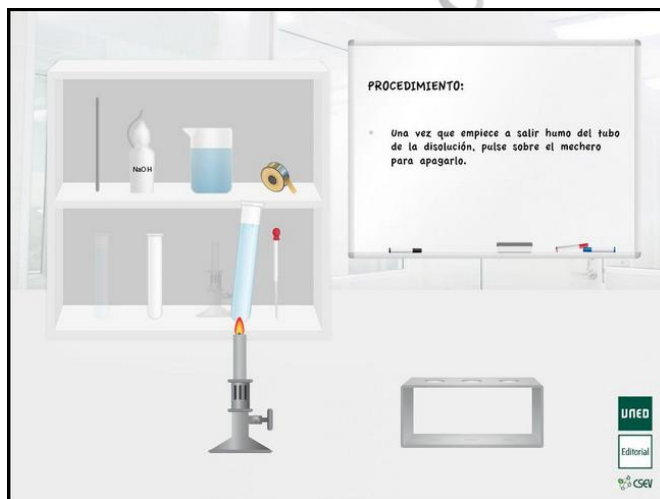 PROCEDIMIENTO:
Una vez que empiece a salir humo del tubo
de la disolución, pulse sobre el mechero
para apagarlo.
NaOH
UNED
Editorial
CSEV